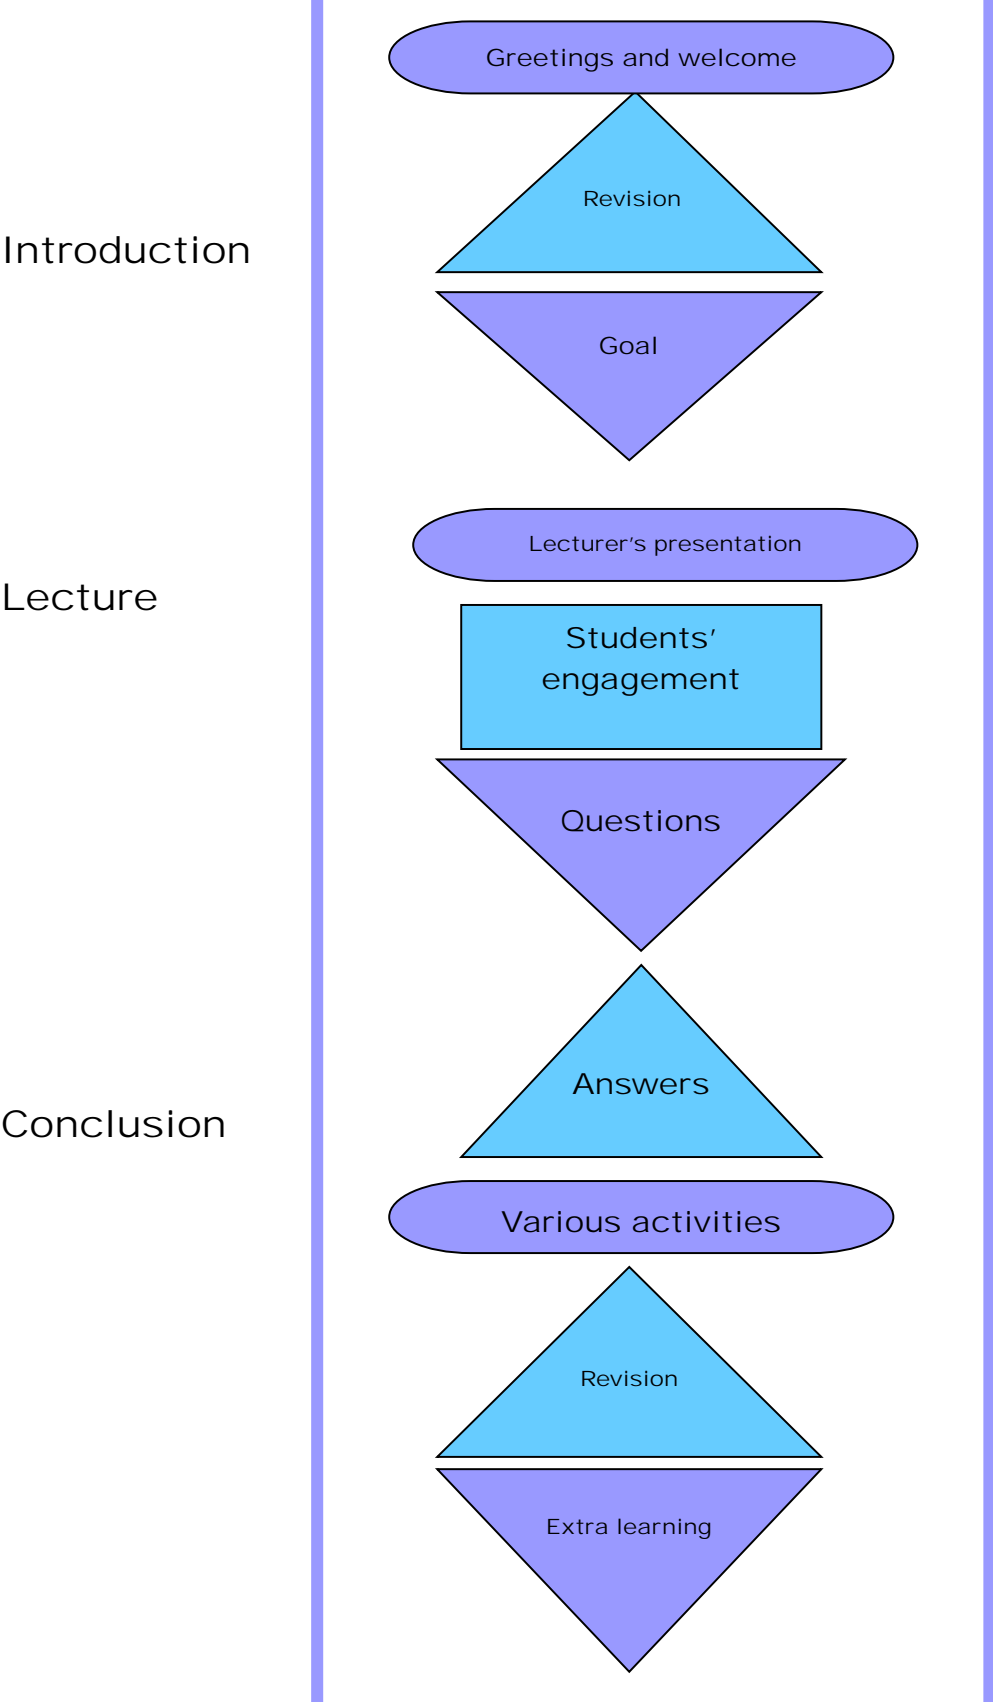 Greetings and welcome
Revision
Introduction
Goal
Lecturer's presentation
Lecture
Students'
engagement
Questions
Answers
Conclusion
Various activities
Revision
Extra learning